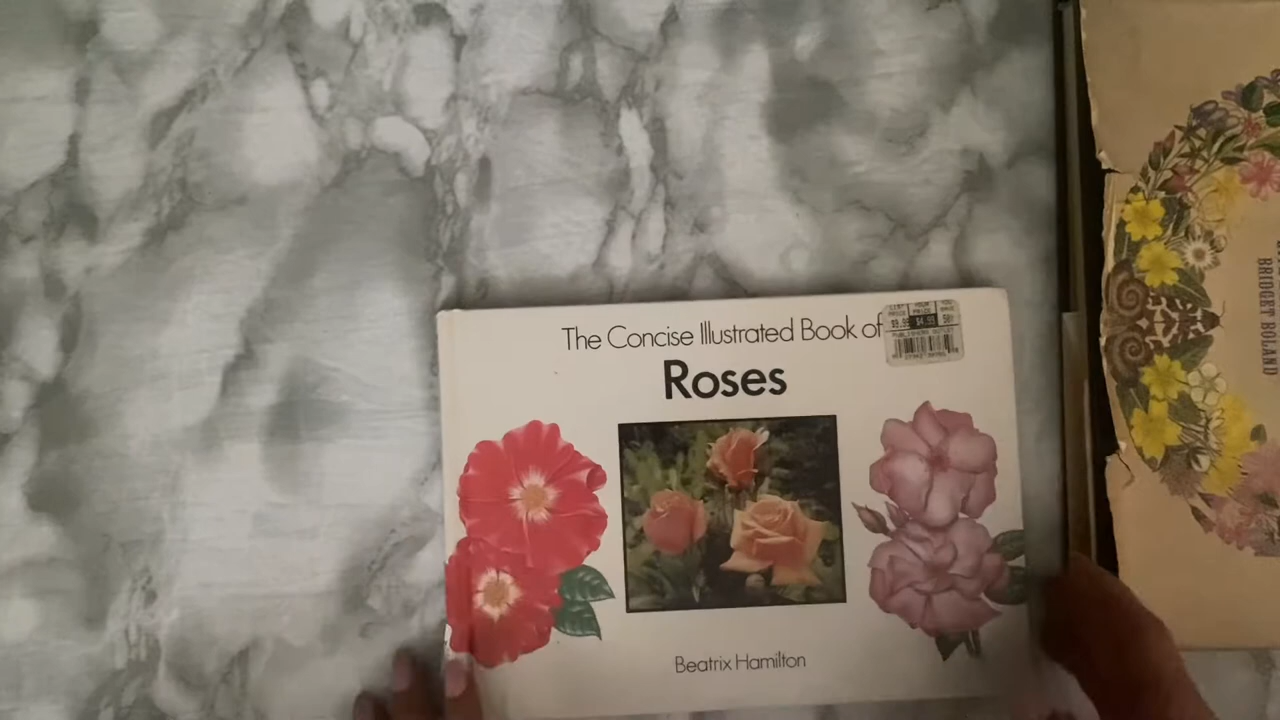 The Concise Illustrated Book of
Roses
Beatrix Hamilton
BRIDGET BOLAND